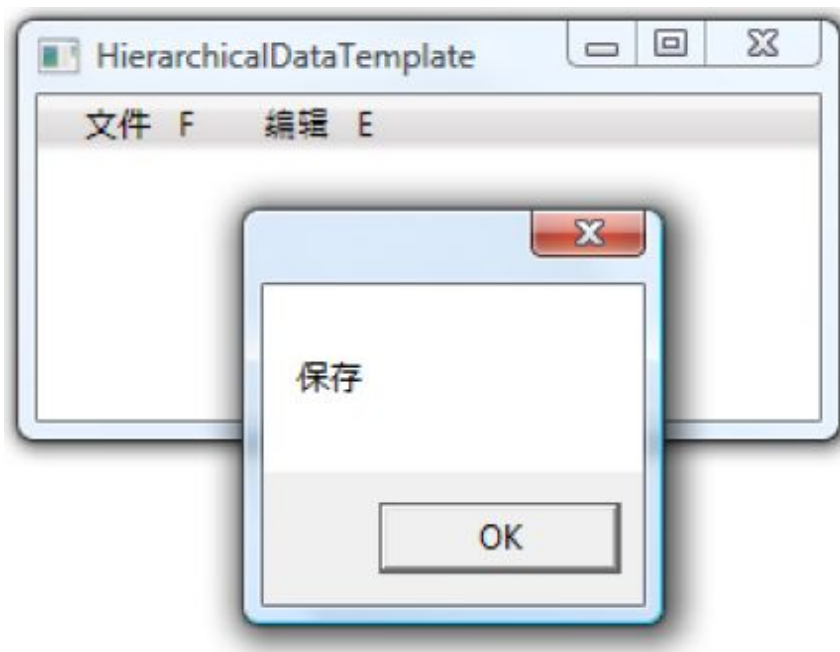 HierarchicalDataTemplate
文件 F 编辑 E
保存
OK